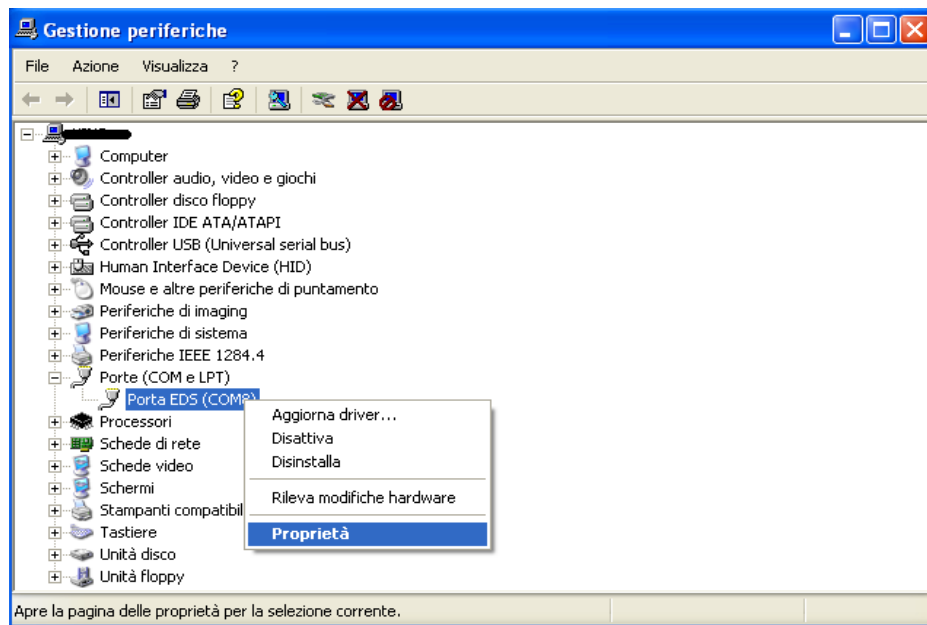 Gestione periferiche
File Azione Visualizza ?
Computer
Controller audio, video e giochi
Controller disco floppy
Controller IDE ATA/ATAPI
Controller USB (Universal serial bus)
Human Interface Device (HID)
Mouse e altre periferiche di puntamento
Periferiche di imaging
Periferiche di sistema
Periferiche IEEE 1284.4
Porte (COM e LPT)
Porta EDS (COM8)
Processori
Schede di rete
Schede video
Schermi
Stampanti compatibil
Tastiere
Unità disco
Unità floppy
Aggiorna driver...
Disattiva
Disinstalla
Rileva modifiche hardware
Proprietà
Apre la pagina delle proprietà per la selezione corrente.